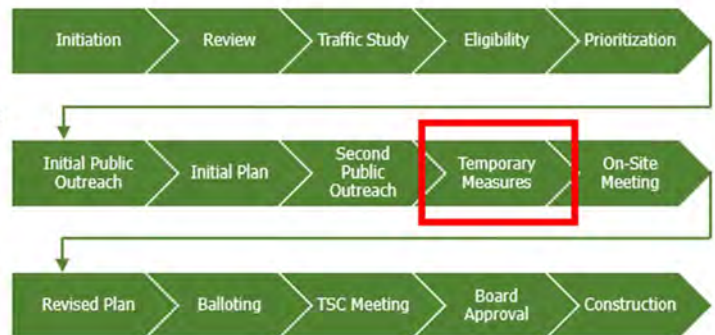 Initiation
Review
Traffic Study
Eligibility
Prioritization
Initial Public
Outreach
Initial Plan
Second
Public
Outreach
Temporary
Measures
On-Site
Meeting
Revised Plan
Balloting
TSC Meeting
Board
Approval
Construction